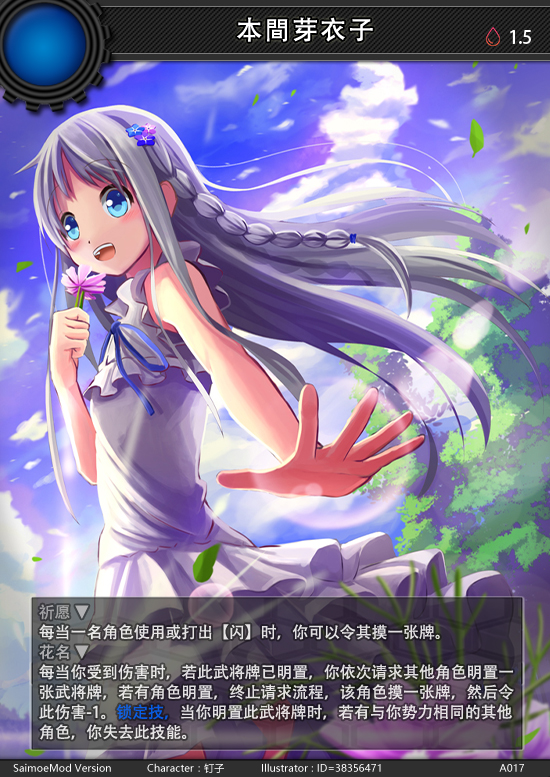 本間芽衣子
1.5
祈愿▼
每当一名角色使用或打出【闪】时，你可以令其摸一张牌。
花名▼
每当你受到伤害时，若此武将牌已明置，你依次请求其他角色明置一
张武将牌，若有角色明置，终止请求流程，该角色摸一张牌，然后令
此伤害-1。锁定技，当你明置此武将牌时，若有与你势力相同的其他
角色，你失去此技能。
SaimoeMod Version Character : 钉子 Illustrator : ID=38356471 A017